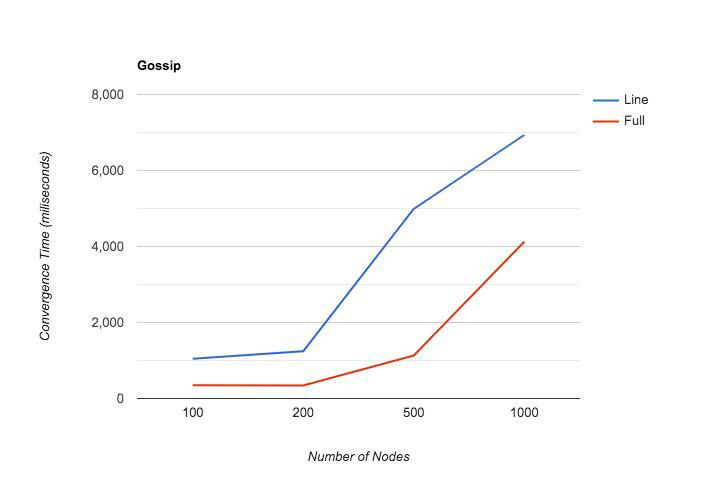 Gossip
8,000
6,000
4,000
2,000
0
Convergence Time (miliseconds)
100 200 500 1000
Number of Nodes
Line
Full